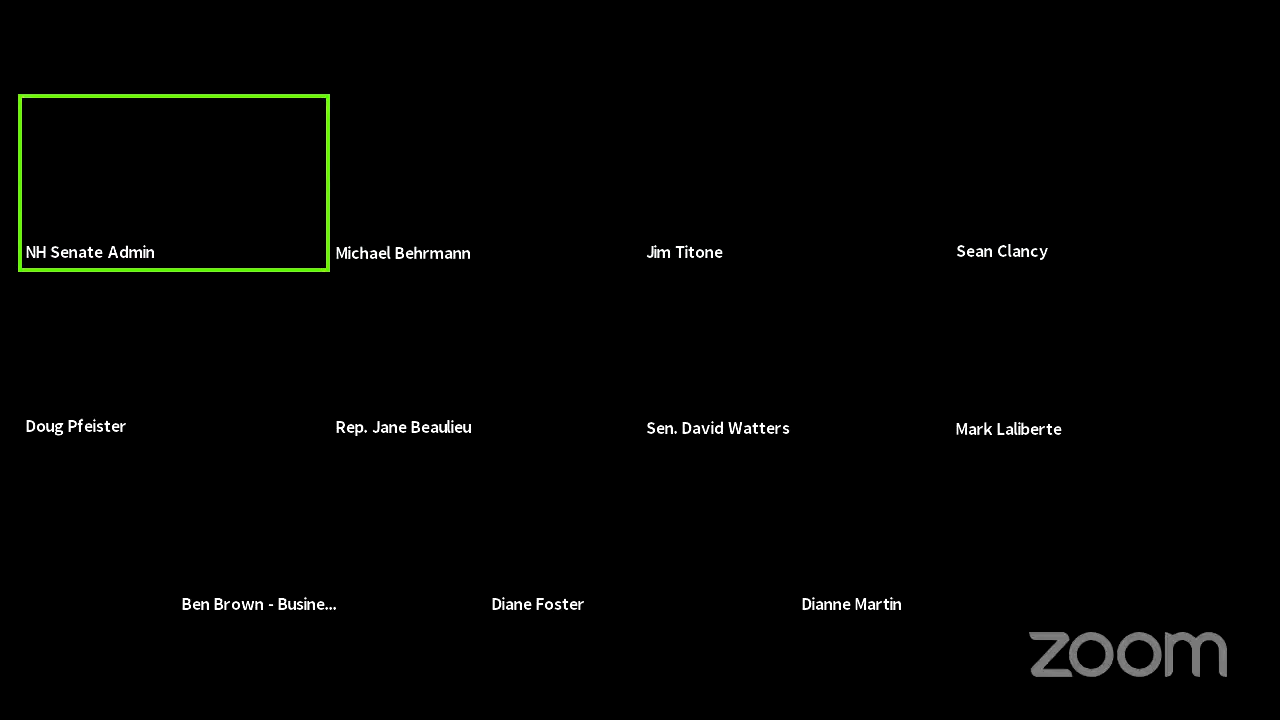 NH Senate Admin
Michael Behrmann
Jim Titone
Sean Clancy
Doug Pfeister
Rep. Jane Beaulieu
Sen. David Watters
Mark Laliberte
Ben Brown - Busine...
Diane Foster
Dianne Martin
zoom